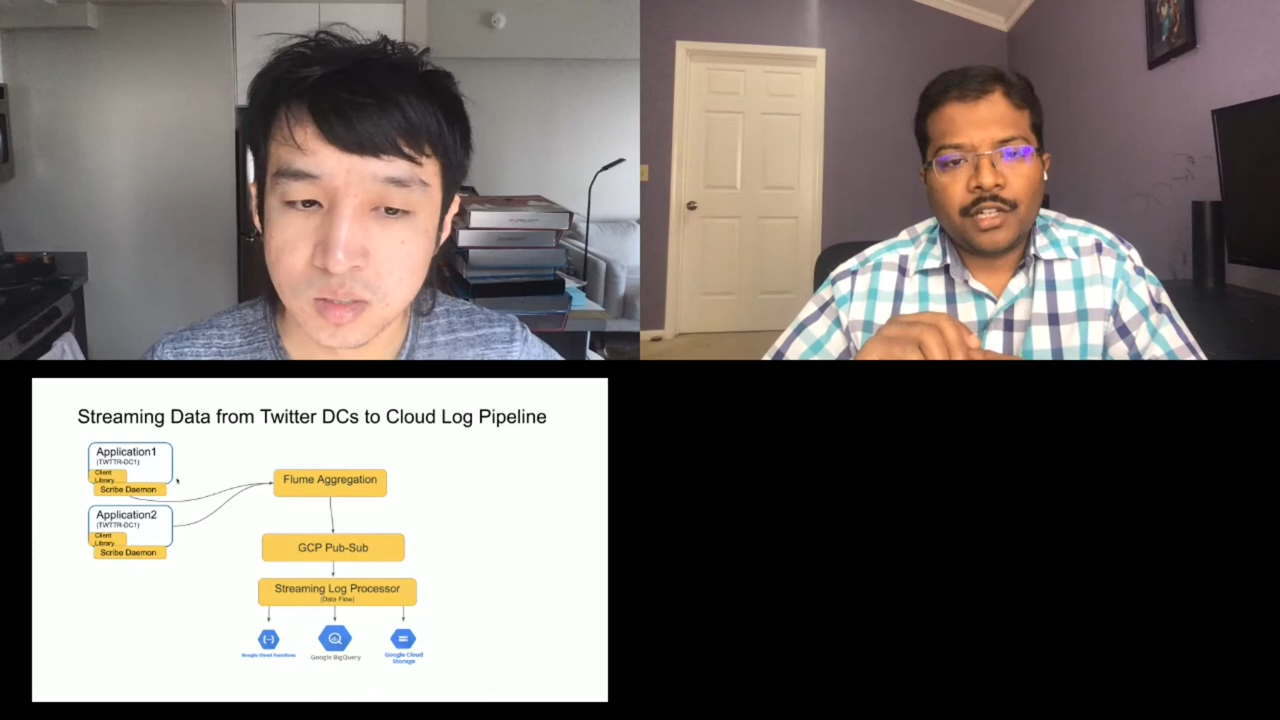 Streaming Data from Twitter DCs to Cloud Log Pipeline
Application1
(TWTTR-DC1)
Client
Library
Scribe Daemon
Application2
(TWTTR-DC1)
Client
Library
Scribe Daemon
Flume Aggregation
GCP Pub-Sub
Streaming Log Processor
(Data Flow)
Google Cloud Functions
Google BigQuery
Google Cloud
Storage